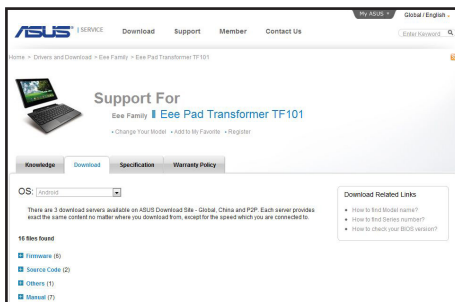 My ASUS
Global / English
ASUS | SERVICE Download Support Member Contact Us
Enter Keyword
Home > Drivers and Download > Eee Family > Eee Pad Transformer TF101
Support For
Eee Family Eee Pad Transformer TF101
• Change Your Model • Add to My Favorite • Register
Knowledge Download Specification Warranty Policy
OS: Android
There are 3 download servers available on ASUS Download Site - Global, China and P2P. Each server provides
exact the same content no matter where you download from, except for the speed which you are connected to.
16 files found
Firmware (6)
Source Code (2)
Others (1)
Manual (7)
Download Related Links
How to find Model name?
How to find Series number?
How to check your BIOS version?